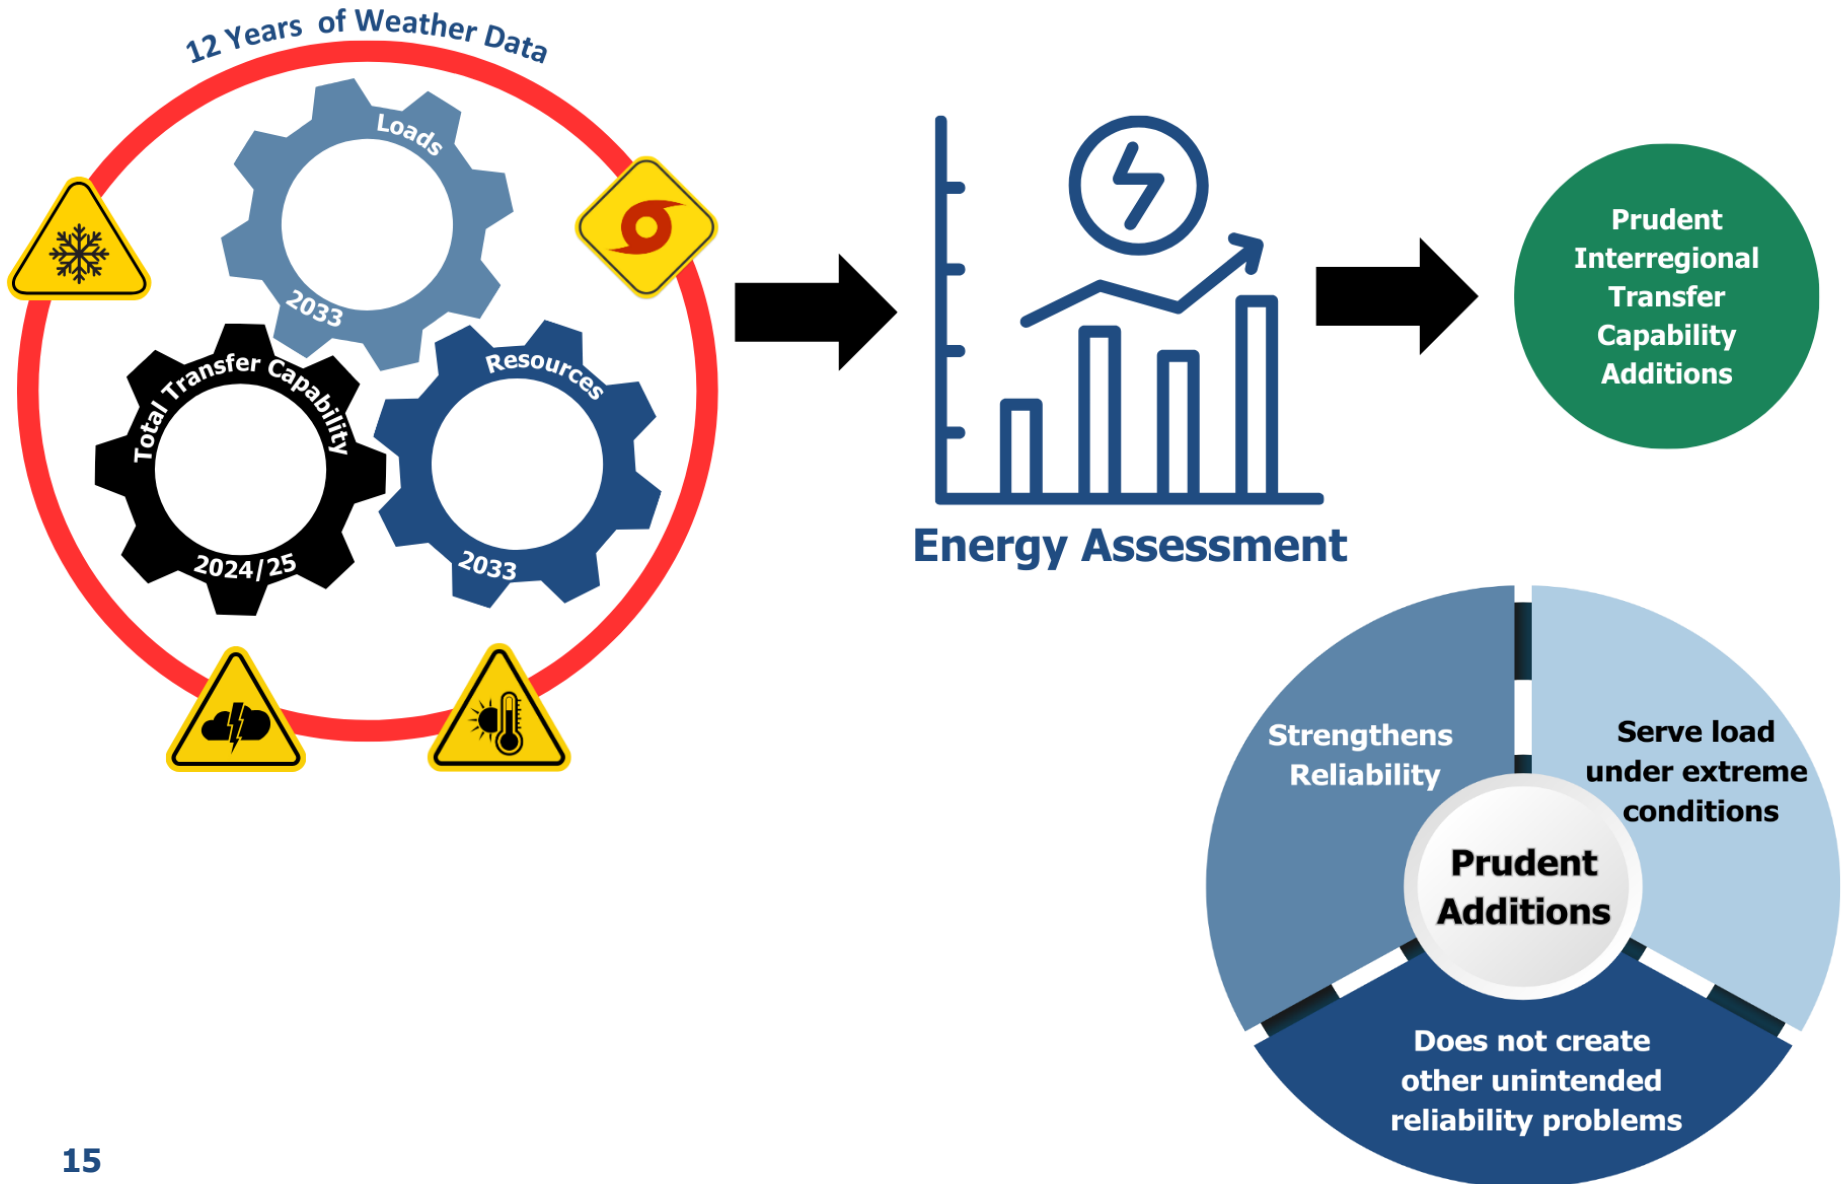 12 Years of Weather Data
Loads
2033
Total Transfer Capability
2024/25
Resources
2033
Energy Assessment
Prudent
Interregional
Transfer
Capability
Additions
Strengthens
Reliability
Serve load
under extreme
conditions
Prudent
Additions
Does not create
other unintended
reliability problems
15